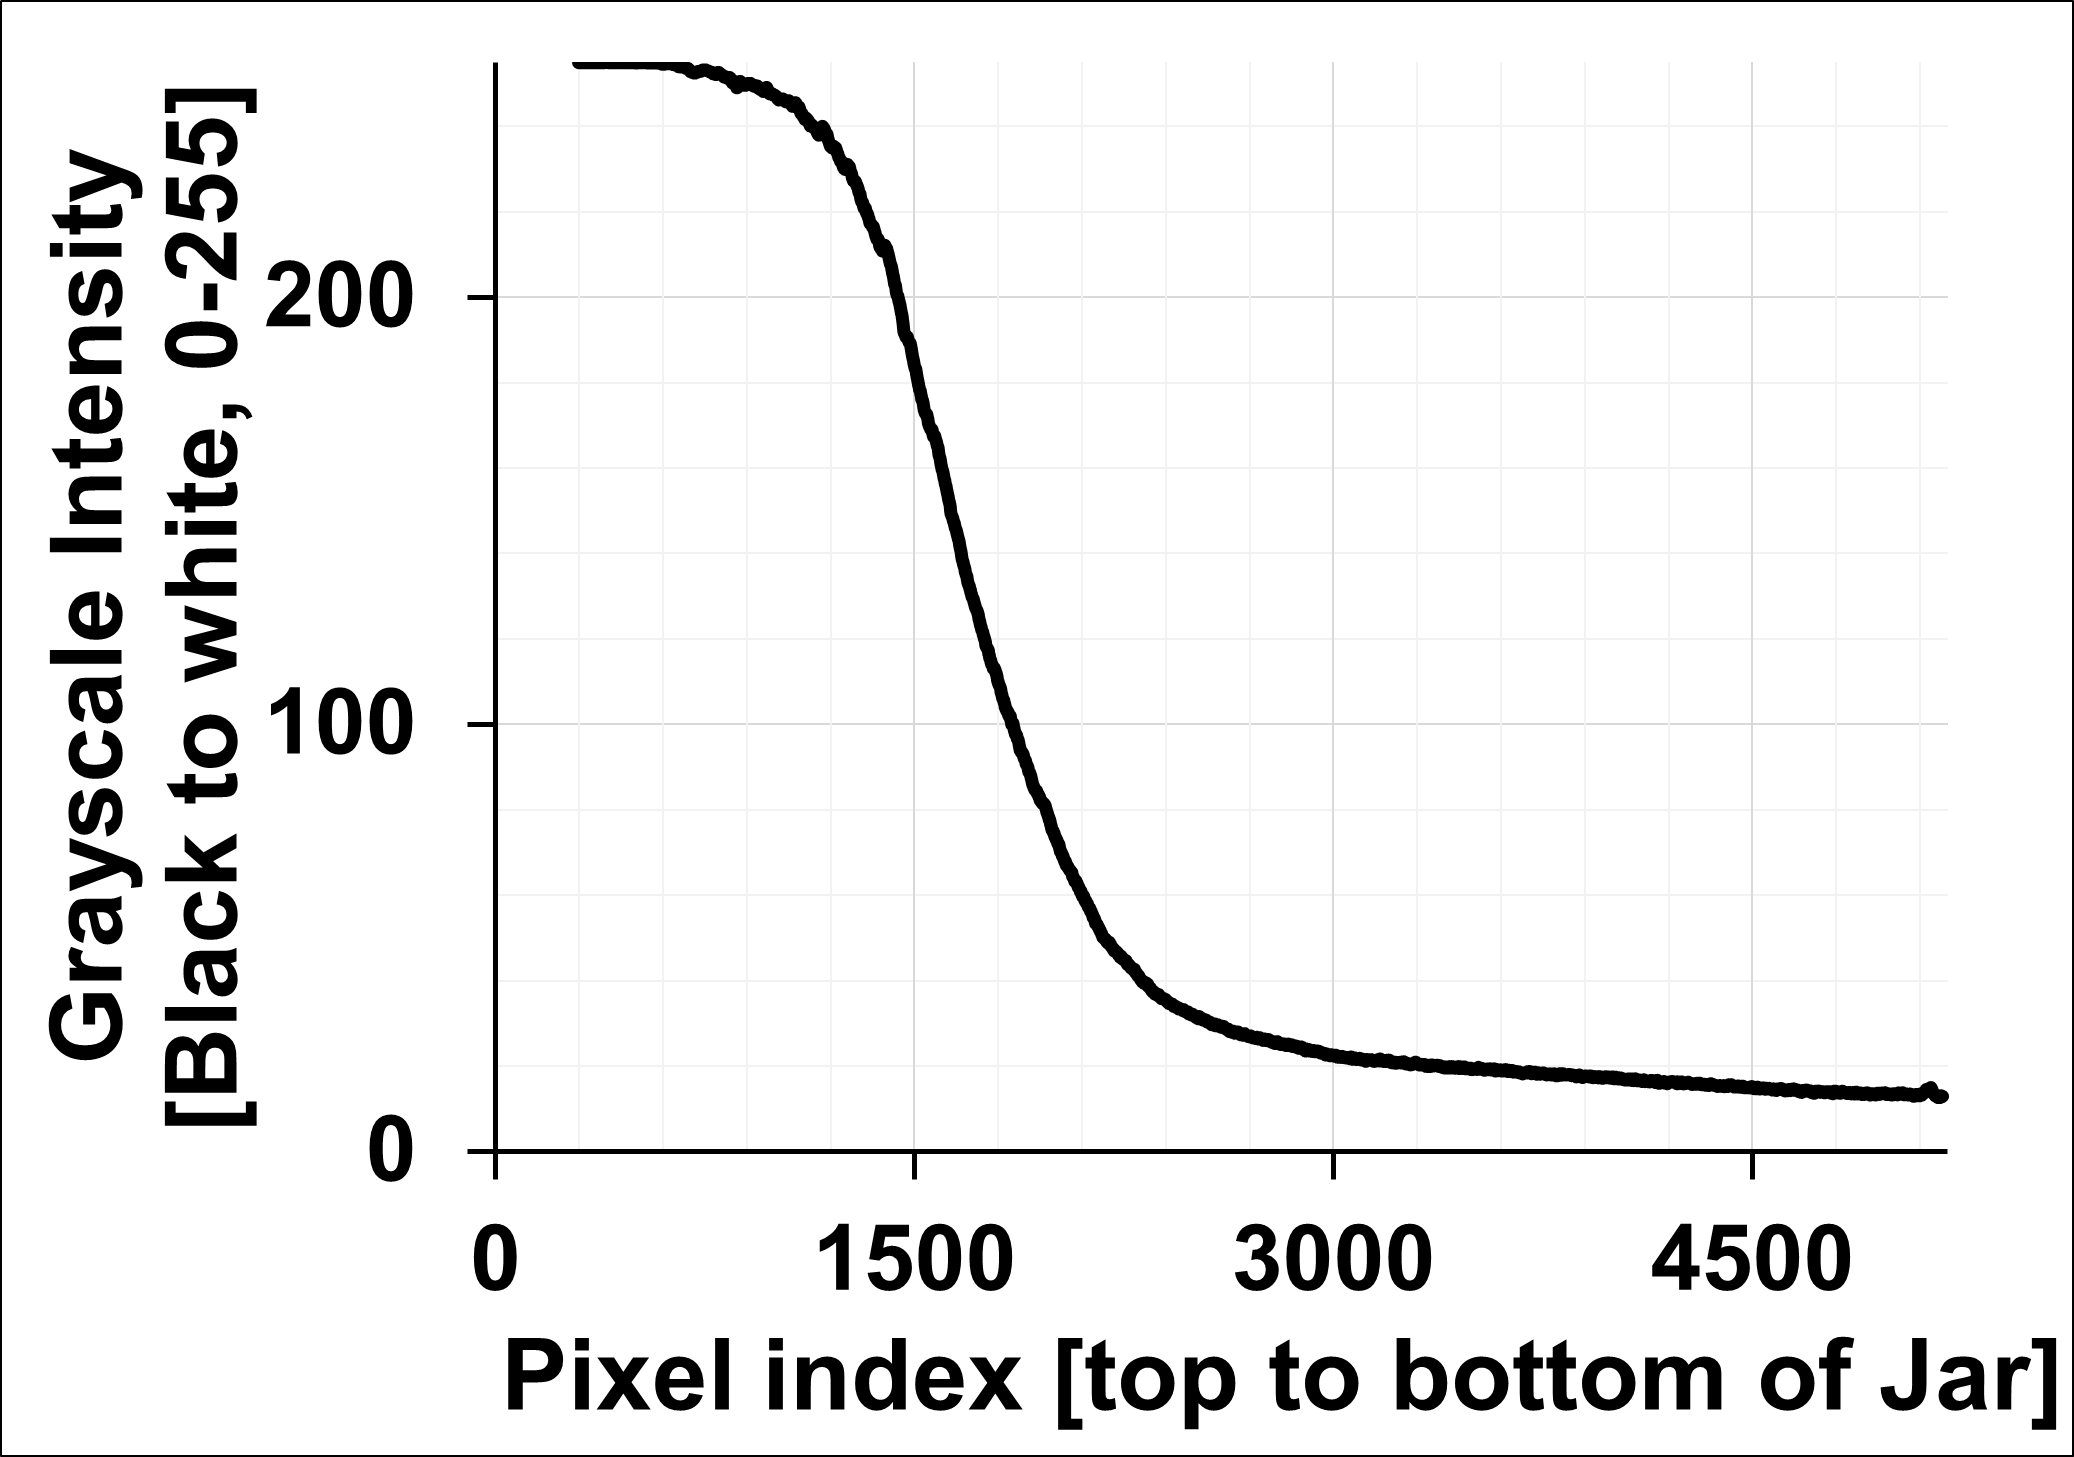 Grayscale Intensity
[Black to white, 0-255]
200
100
0
0 1500 3000 4500
Pixel index [top to bottom of Jar]